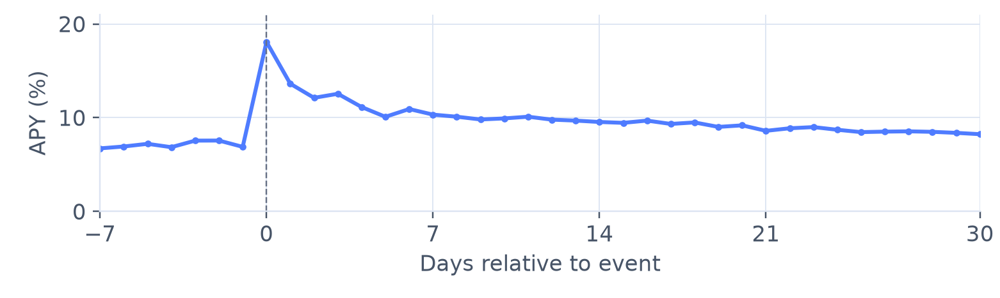 20
10
0
APY (%)
−7 0 7 14 21 30
Days relative to event